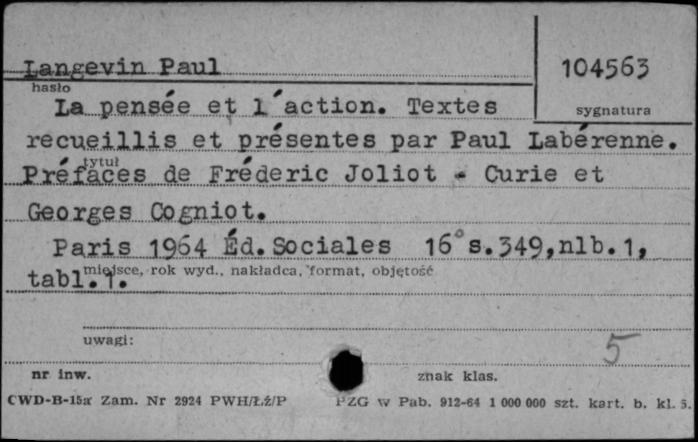 Langevin Paul
104563
hasło
sygnatura
La pensée et l'action. Textes
recueillis et présentes par Paul Labérenne.
tytuł
Préfaces de Fréderic Joliot - Curie et
Georges Cogniot.
Paris 1964 Éd. Sociales 16° s.349,nlb.1,
miejsce, rok wyd., nakładca, format, objętość
tabl.1.
uwagi:
5
nr inw.
znak klas.
CWD-B-15a Zam. Nr 2924 PWH/Łź/P
PZG w Pab. 912-64 1 000 000 szt. kart. b. kl. 5.